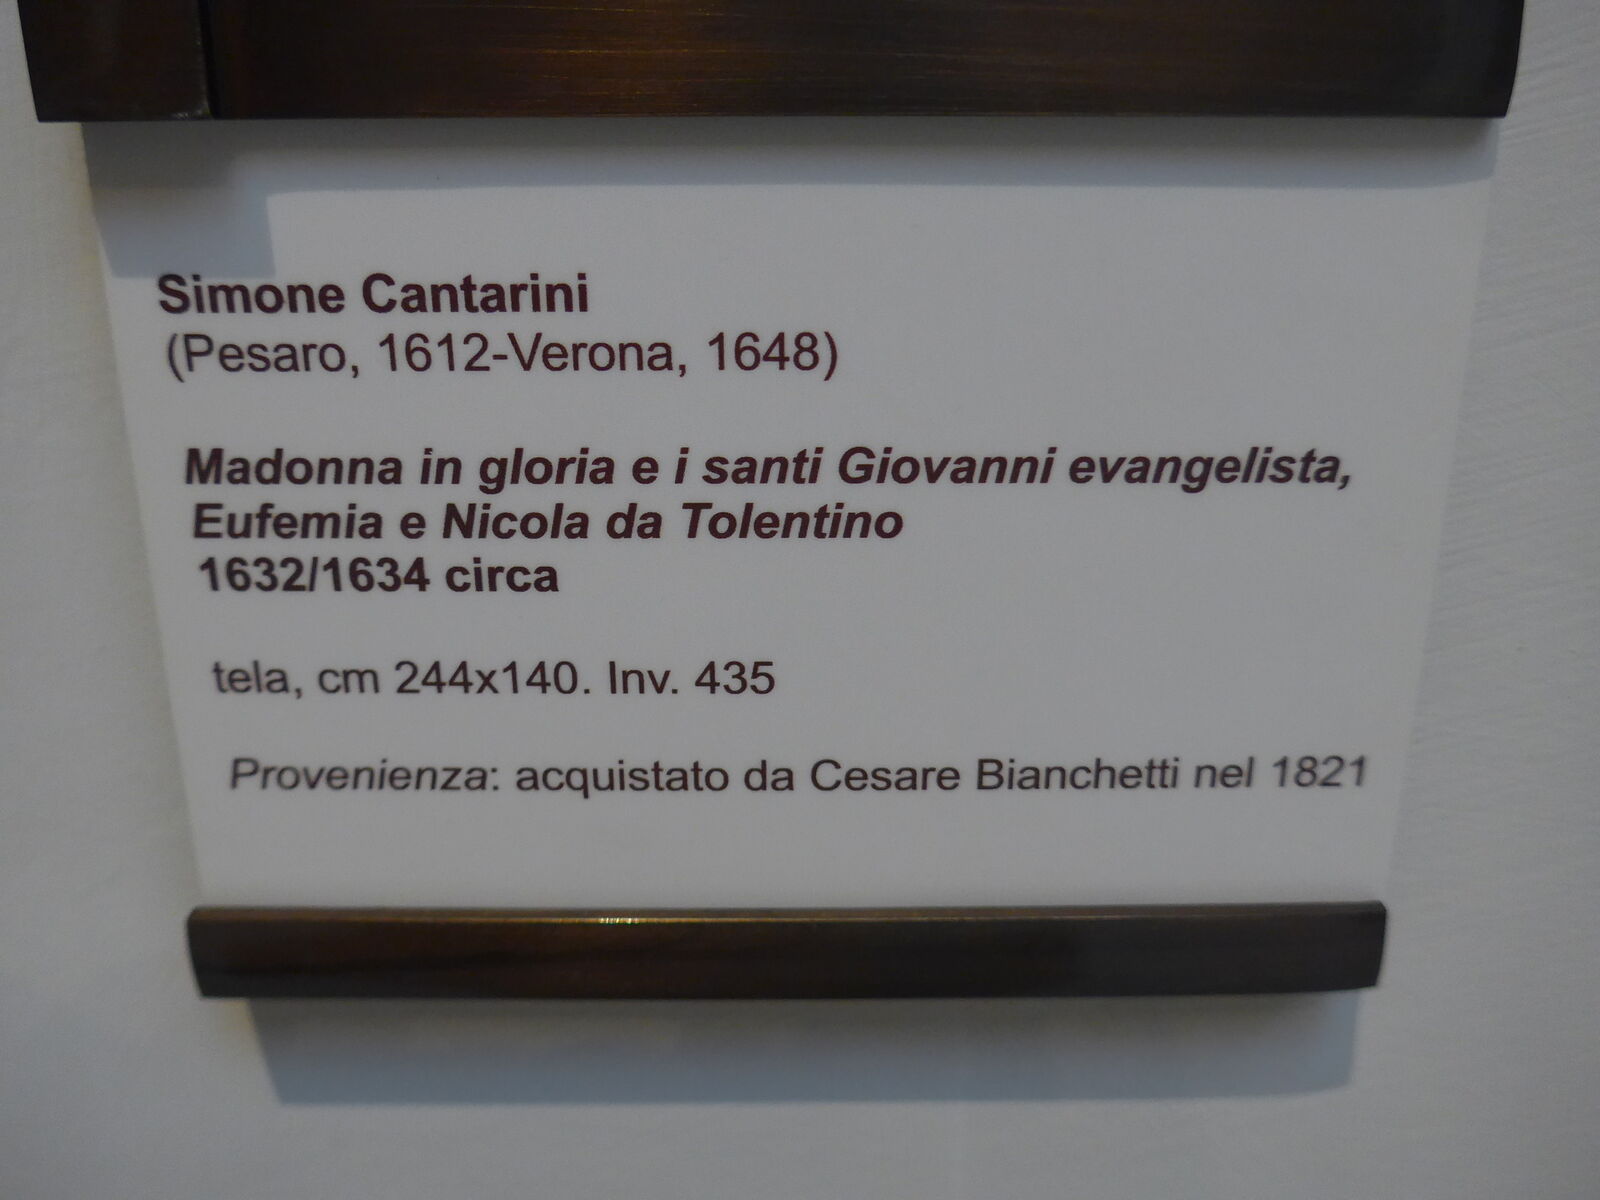 Simone Cantarini
(Pesaro, 1612-Verona, 1648)
Madonna in gloria e i santi Giovanni evangelista,
Eufemia e Nicola da Tolentino
1632/1634 circa
tela, cm 244x140. Inv. 435
Provenienza: acquistato da Cesare Bianchetti nel 1821